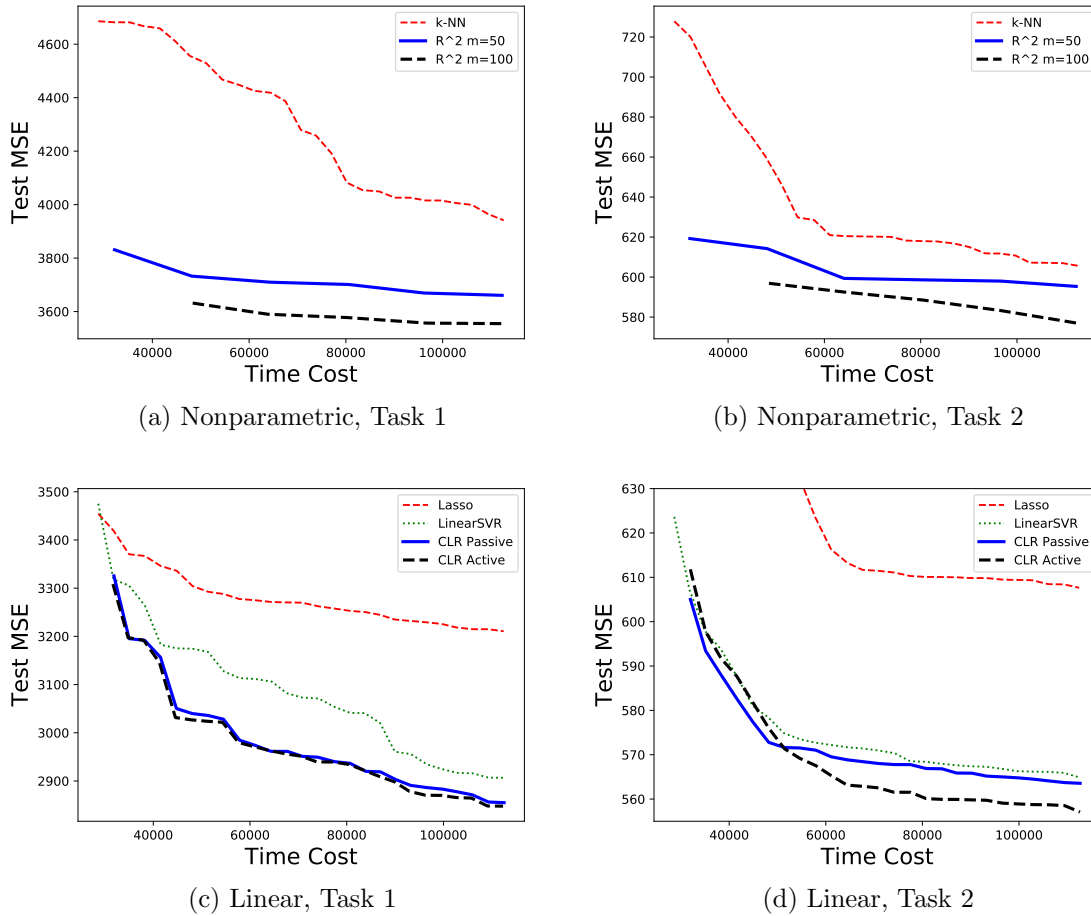 k-NN
R^2 m=50
R^2 m=100
4600
4400
4200
4000
3800
3600
Test MSE
40000 60000 80000 100000
Time Cost
(a) Nonparametric, Task 1
k-NN
R^2 m=50
R^2 m=100
720
700
680
660
640
620
600
580
Test MSE
40000 60000 80000 100000
Time Cost
(b) Nonparametric, Task 2
Lasso
LinearSVR
CLR Passive
CLR Active
3500
3400
3300
3200
3100
3000
2900
Test MSE
40000 60000 80000 100000
Time Cost
(c) Linear, Task 1
Lasso
LinearSVR
CLR Passive
CLR Active
630
620
610
600
590
580
570
560
Test MSE
40000 60000 80000 100000
Time Cost
(d) Linear, Task 2